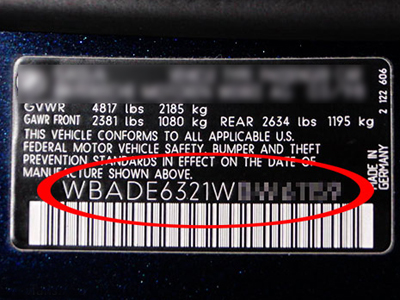 GVWR 4817 lbs 2185 kg
GAWR FRONT 2381 lbs 1080 kg REAR 2634 lbs 1195 kg
THIS VEHICLE CONFORMS TO ALL APPLICABLE U.S.
FEDERAL MOTOR VEHICLE SAFETY, BUMPER AND THEFT
PREVENTION STANDARDS IN EFFECT ON THE DATE OF
MANUFACTURE SHOWN ABOVE.
WBADE6321W
MADE IN
GERMANY
2 122 606